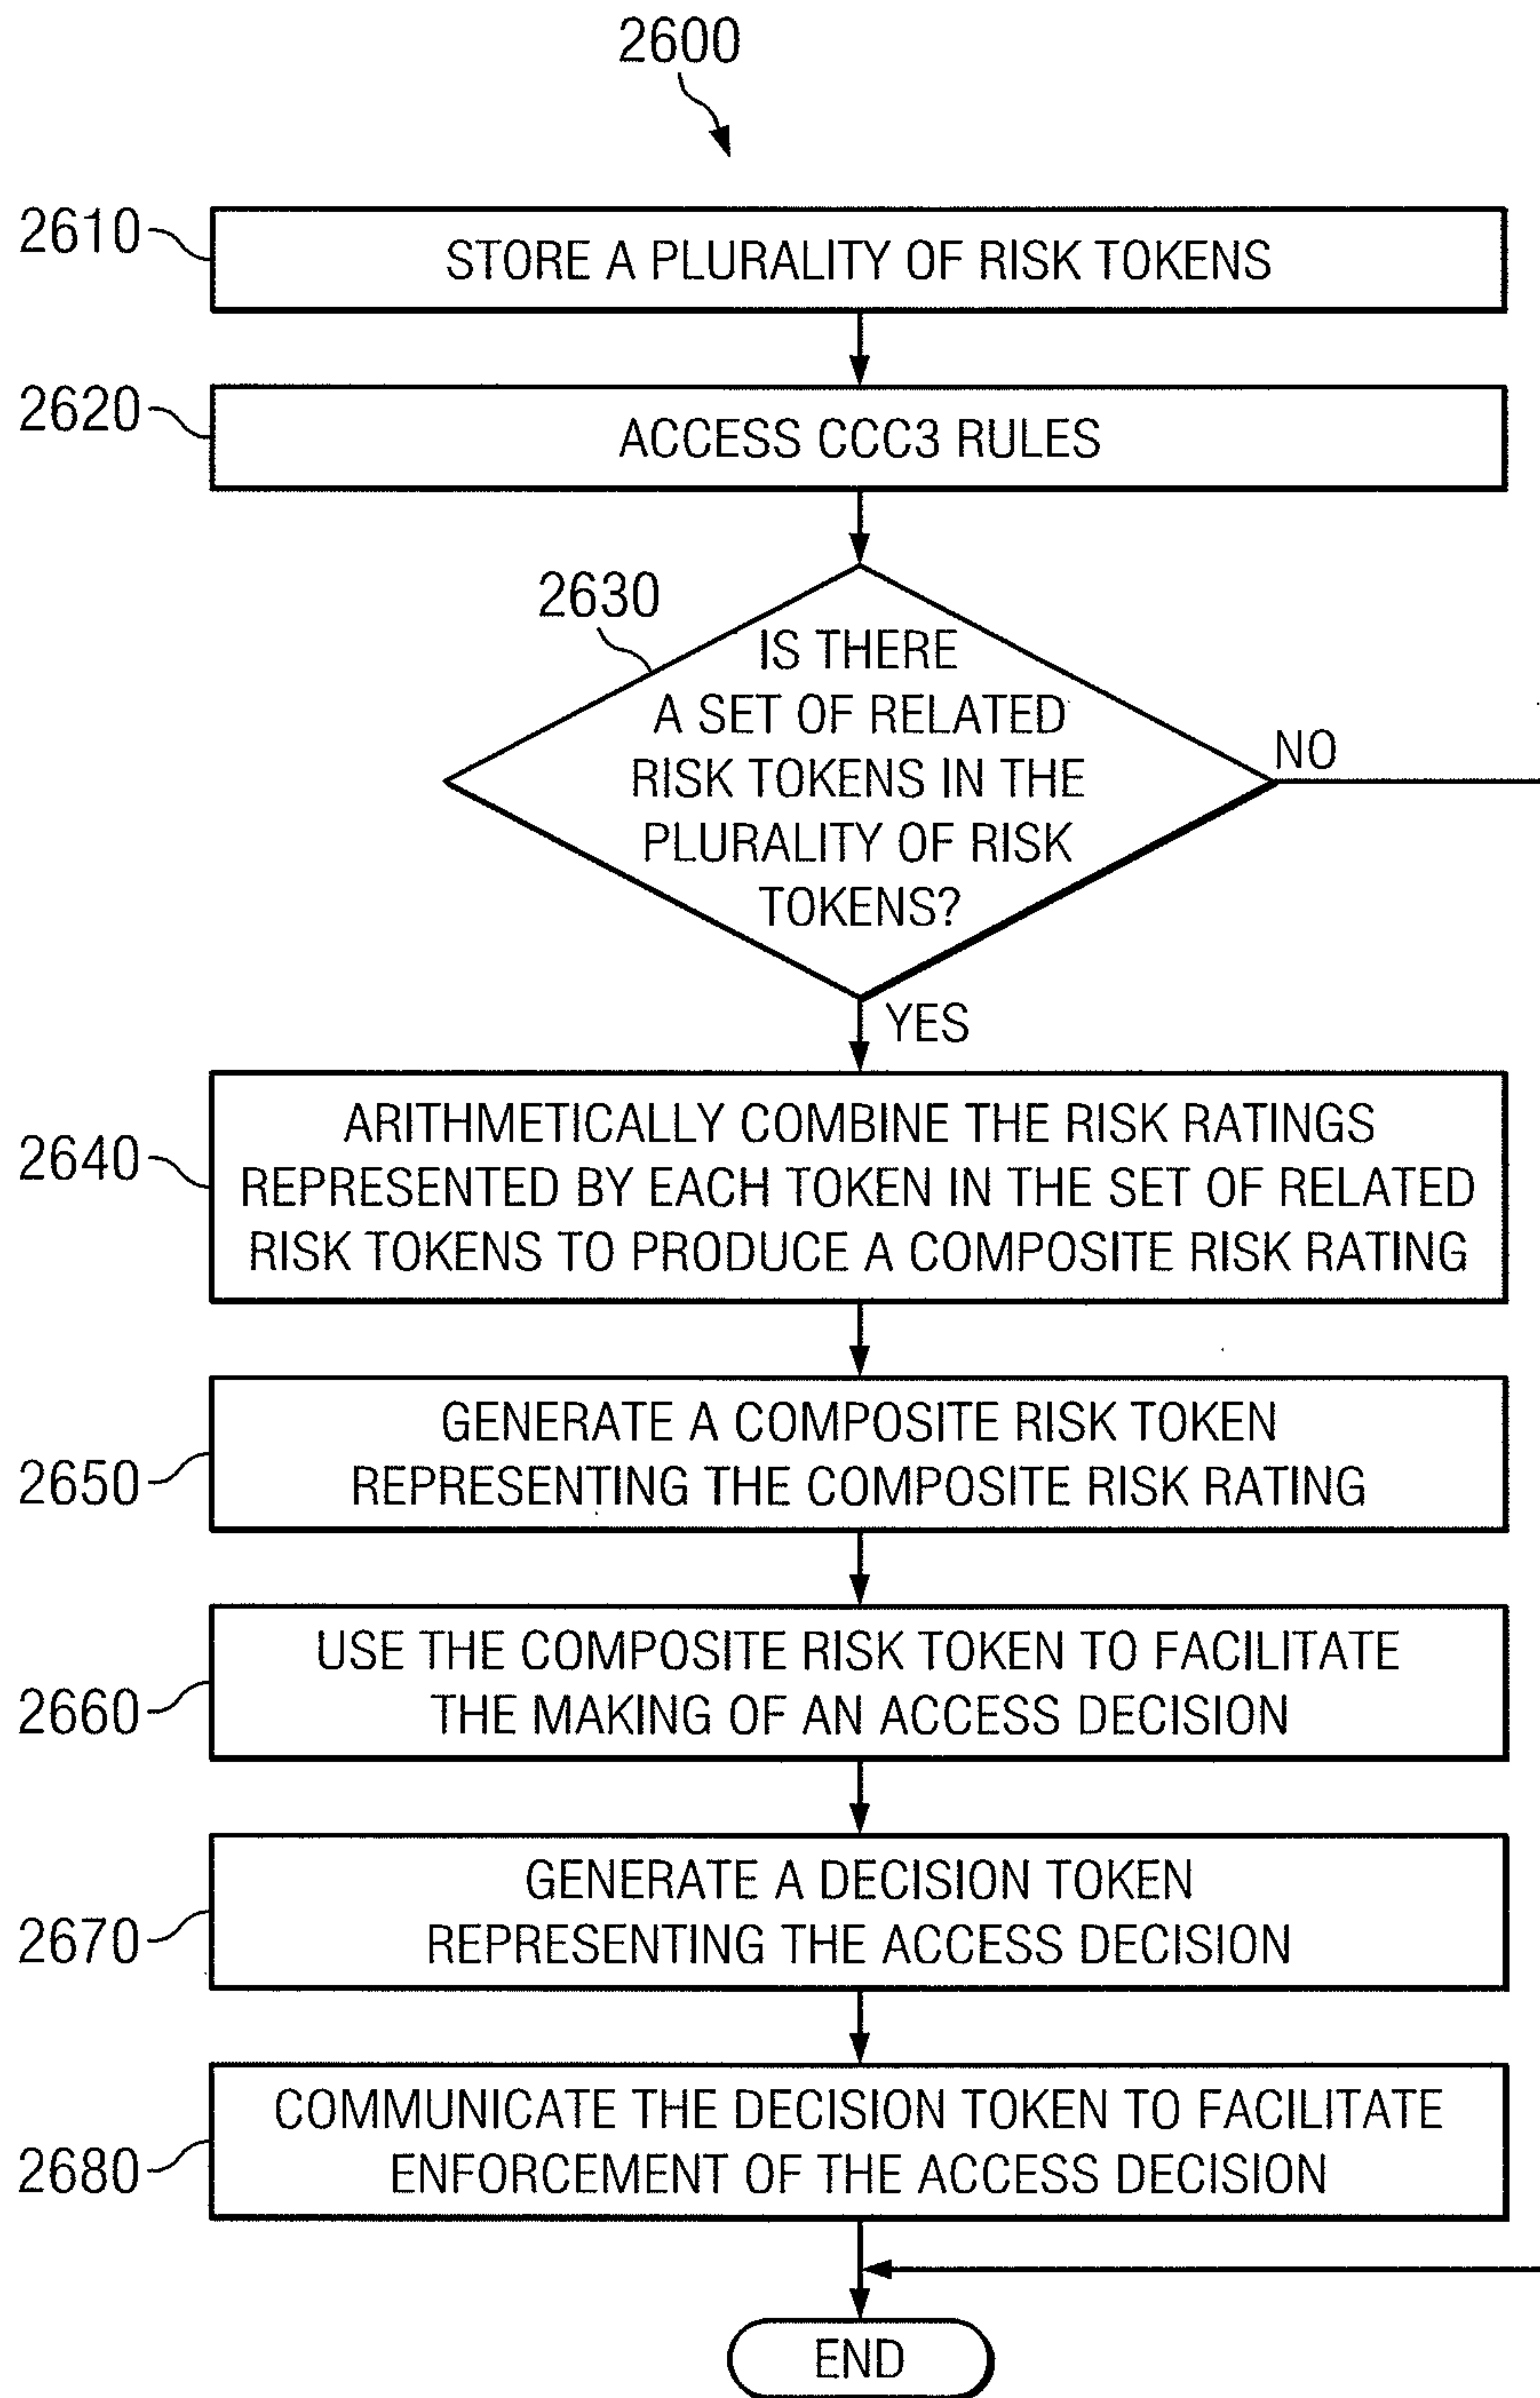 2600
2610
STORE A PLURALITY OF RISK TOKENS
2620
ACCESS CCC3 RULES
2630
IS THERE
A SET OF RELATED
RISK TOKENS IN THE
PLURALITY OF RISK
TOKENS?
NO
YES
2640
ARITHMETICALLY COMBINE THE RISK RATINGS
REPRESENTED BY EACH TOKEN IN THE SET OF RELATED
RISK TOKENS TO PRODUCE A COMPOSITE RISK RATING
2650
GENERATE A COMPOSITE RISK TOKEN
REPRESENTING THE COMPOSITE RISK RATING
2660
USE THE COMPOSITE RISK TOKEN TO FACILITATE
THE MAKING OF AN ACCESS DECISION
2670
GENERATE A DECISION TOKEN
REPRESENTING THE ACCESS DECISION
2680
COMMUNICATE THE DECISION TOKEN TO FACILITATE
ENFORCEMENT OF THE ACCESS DECISION
END